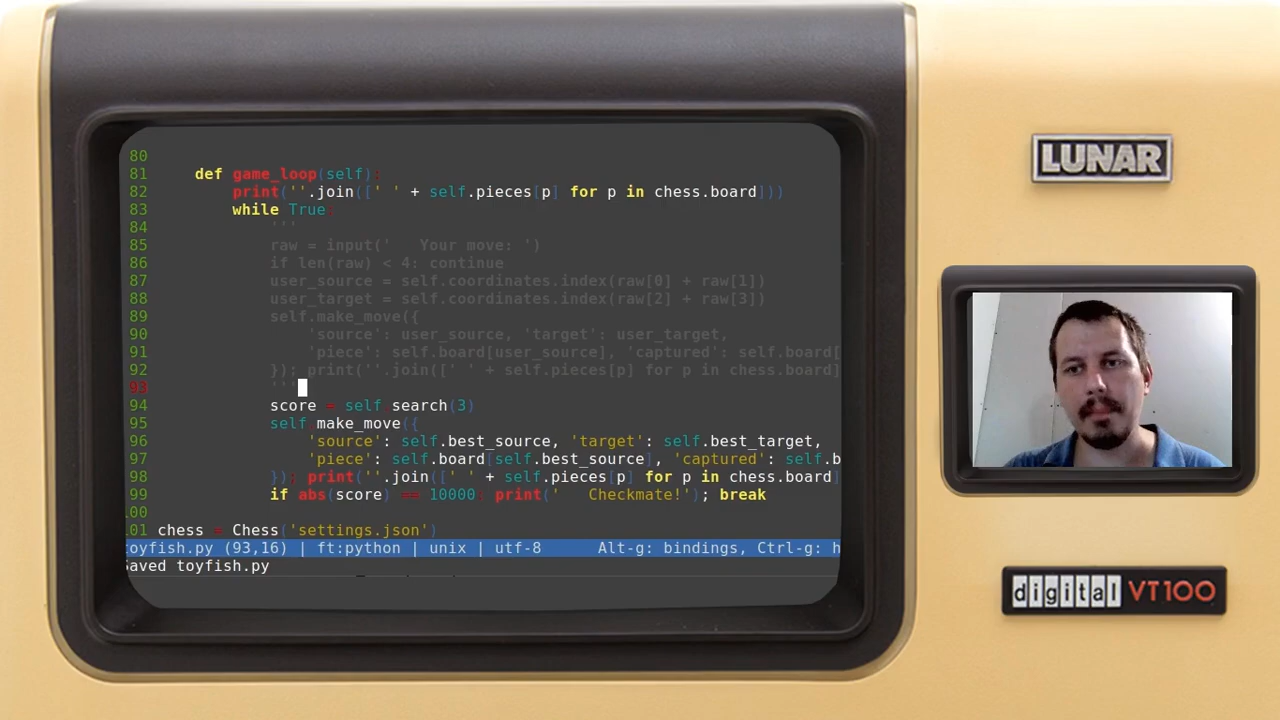 80
81     def game_loop(self):
82         print(''.join([' ' + self.pieces[p] for p in chess.board]))
83         while True:
84             '''
85             raw = input('   Your move: ')
86             if len(raw) < 4: continue
87             user_source = self.coordinates.index(raw[0] + raw[1])
88             user_target = self.coordinates.index(raw[2] + raw[3])
89             self.make_move({
90                 'source': user_source, 'target': user_target,
91                 'piece': self.board[user_source], 'captured': self.board[
92             }); print(''.join([' ' + self.pieces[p] for p in chess.board]
93             '''
94             score = self.search(3)
95             self.make_move({
96                 'source': self.best_source, 'target': self.best_target,
97                 'piece': self.board[self.best_source], 'captured': self.b
98             }); print(''.join([' ' + self.pieces[p] for p in chess.board]
99             if abs(score) == 10000: print('   Checkmate!'); break
100
101 chess = Chess('settings.json')
toyfish.py (93,16) | ft:python | unix | utf-8      Alt-g: bindings, Ctrl-g: h
Saved toyfish.py
LUNAR
digital VT100